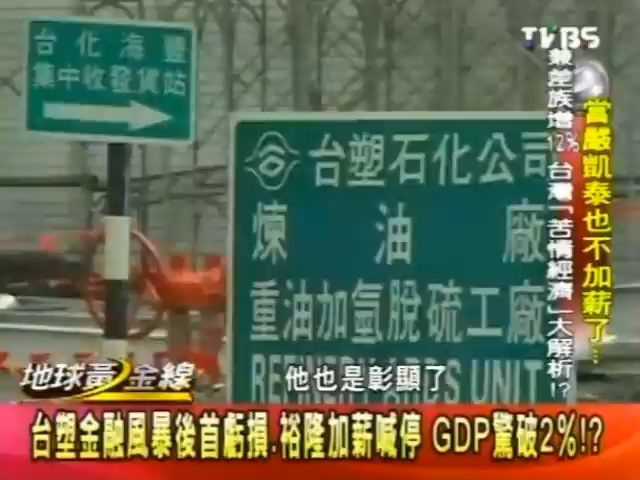 台化海豐
集中收發貨站
TVBS
台塑石化公司
煉油廠
重油加氫脫硫工廠
UNIT
當嚴凱泰也不加薪了...
兼差族增12% 台灣「苦情經濟」大解析!?
地球黃金線
他也是彰顯了
台塑金融風暴後首虧損.裕隆加薪喊停 GDP驚破2%!?